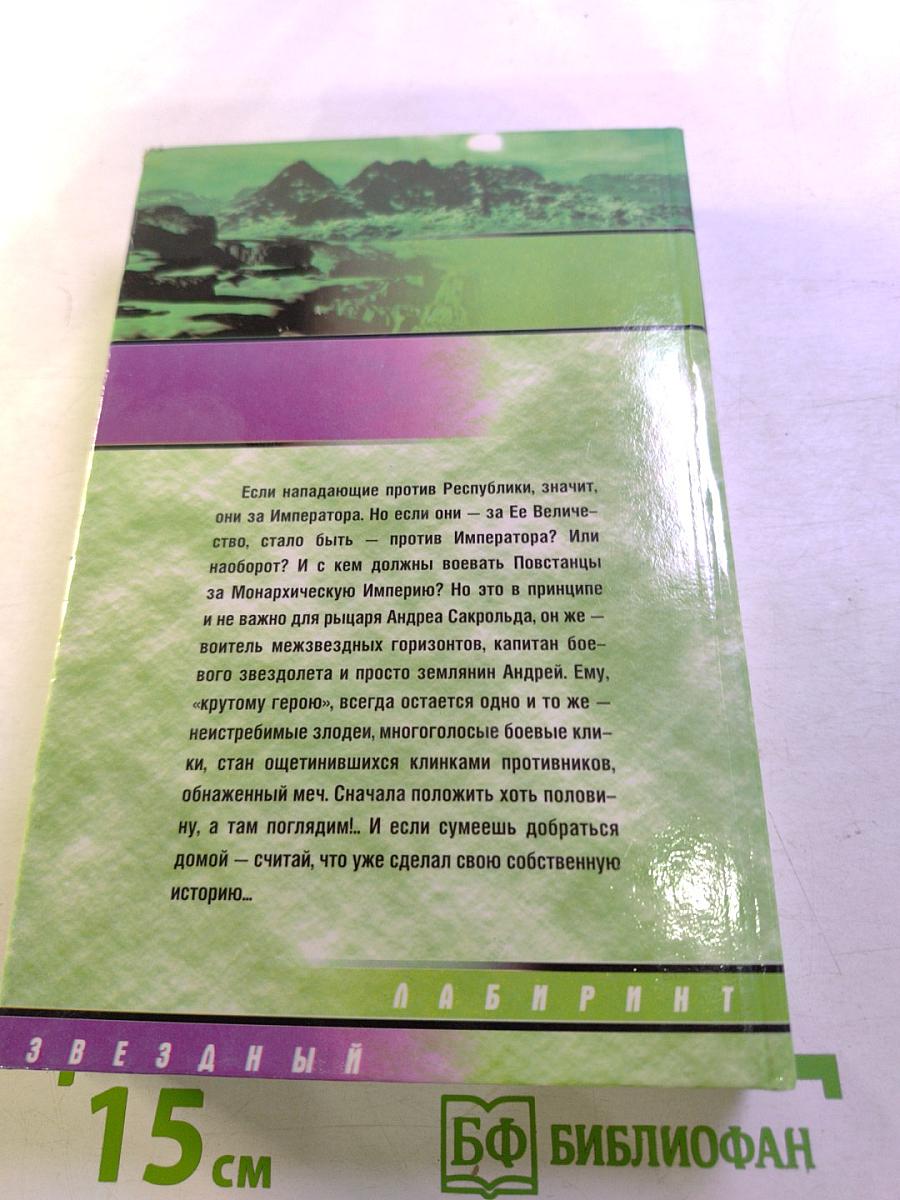 Если нападающие против Республики, значит,
они за Императора. Но если они — за Ее Величе-
ство, стало быть — против Императора? Или
наоборот? И с кем должны воевать Повстанцы
за Монархическую Империю? Но это в принципе
и не важно для рыцаря Андреа Сакрольда, он же —
воитель межзвездных горизонтов, капитан бое-
вого звездолета и просто землянин Андрей. Ему,
«крутому герою», всегда остается одно и то же —
неистребимые злодеи, многоголосые боевые кли-
ки, стан ощетинившихся клинками противников,
обнаженный меч. Сначала положить хоть полови-
ну, а там поглядим!.. И если сумеешь добраться
домой — считай, что уже сделал свою собственную
историю...
ЛАБИРИНТ
ЗВЕЗДНЫЙ
15 см
БФ БИБЛИОФАН